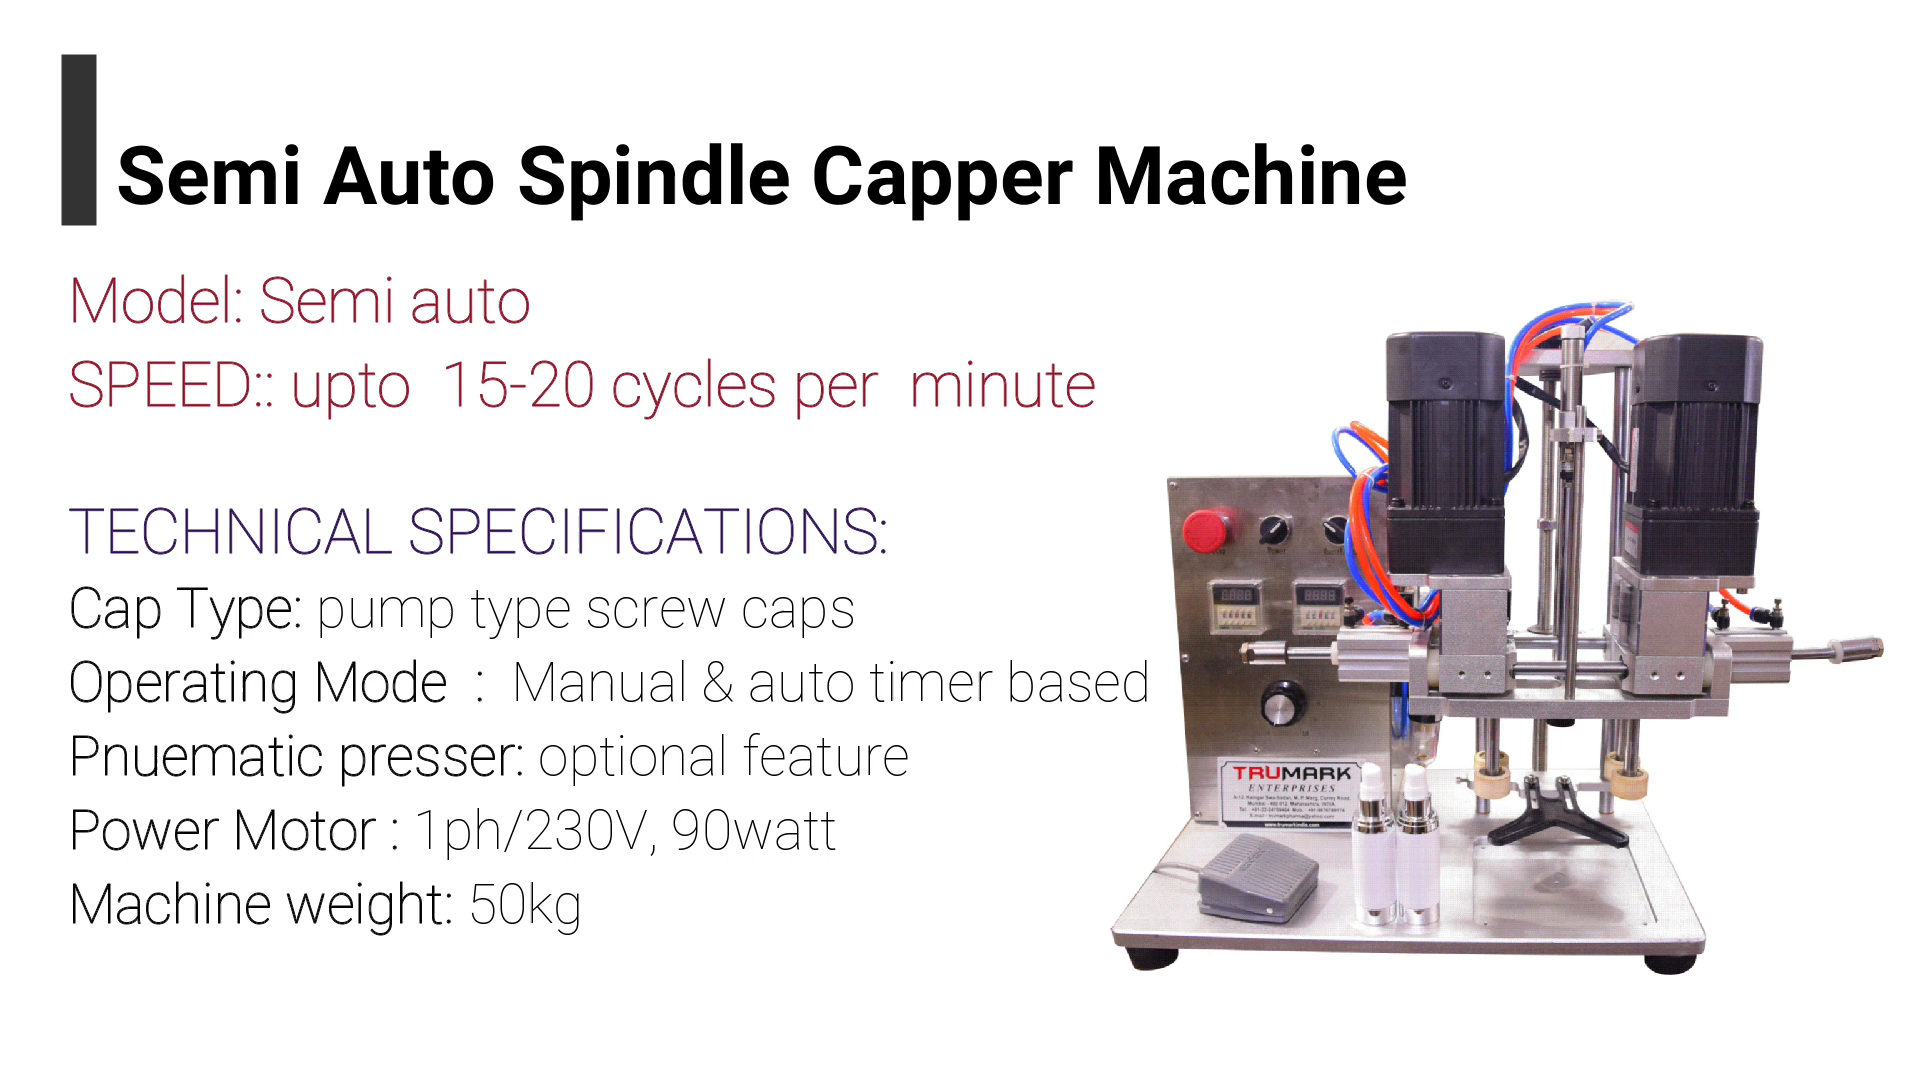 Semi Auto Spindle Capper Machine
Model: Semi auto
SPEED:: upto 15-20 cycles per minute
TECHNICAL SPECIFICATIONS:
Cap Type: pump type screw caps
Operating Mode : Manual & auto timer based
Pnuematic presser: optional feature
Power Motor : 1ph/230V, 90watt
Machine weight: 50kg
TRUMARK
ENTERPRISES